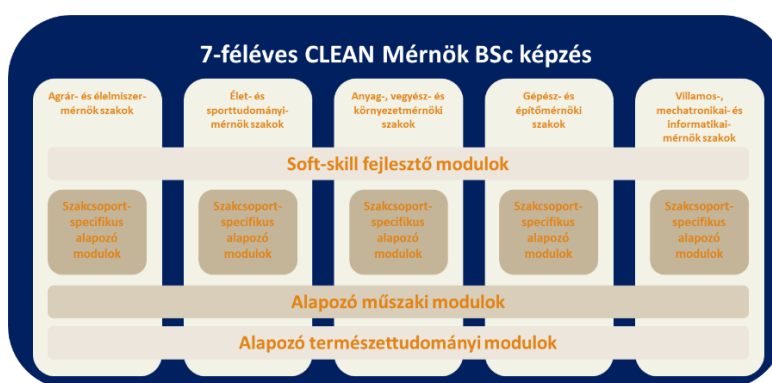 7-féléves CLEAN Mérnök BSc képzés
Agrár- és élelmiszer-
mérnök szakok
Élet- és
sporttudományi-
mérnök szakok
Anyag-, vegyész- és
környezetmérnöki
szakok
Gépész- és
építőmérnöki
szakok
Villamos-,
mechatronikai- és
informatikai-
mérnök szakok
Soft-skill fejlesztő modulok
Szakcsoport-
specifikus
alapozó
modulok
Szakcsoport-
specifikus
alapozó
modulok
Szakcsoport-
specifikus
alapozó
modulok
Szakcsoport-
specifikus
alapozó
modulok
Szakcsoport-
specifikus
alapozó
modulok
Alapozó műszaki modulok
Alapozó természettudományi modulok